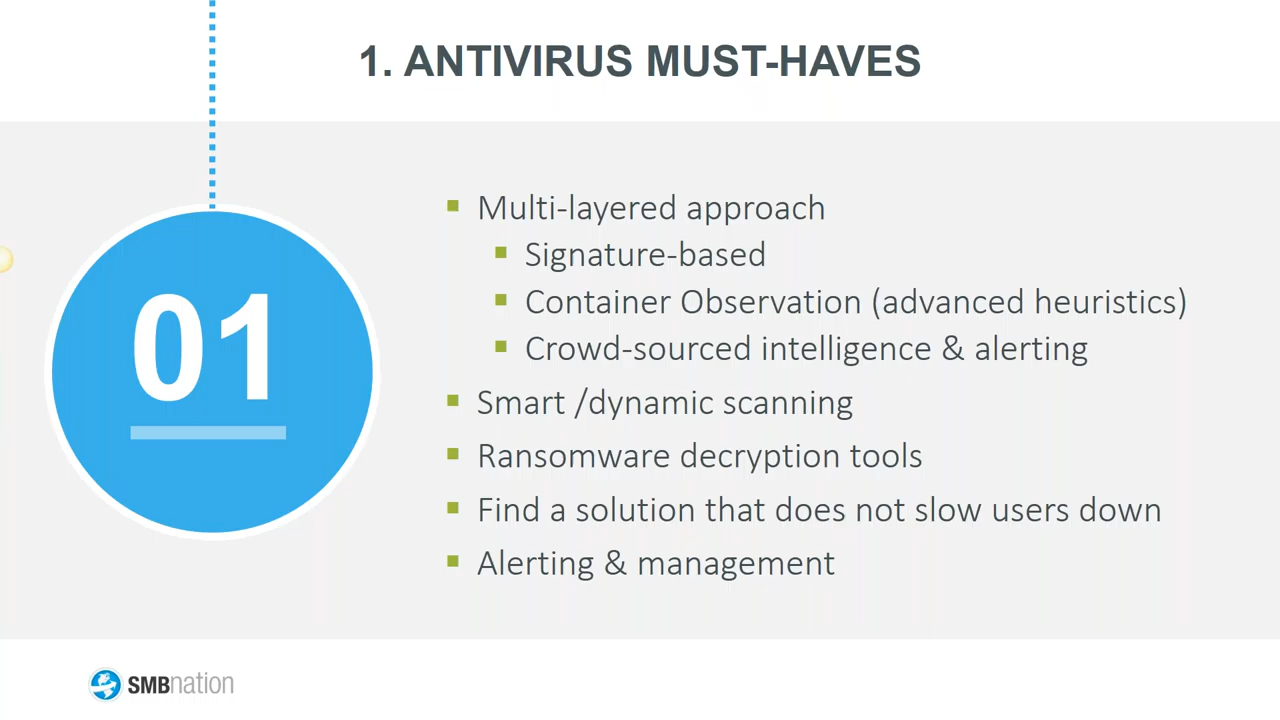 1. ANTIVIRUS MUST-HAVES
01
Multi-layered approach
Signature-based
Container Observation (advanced heuristics)
Crowd-sourced intelligence & alerting
Smart /dynamic scanning
Ransomware decryption tools
Find a solution that does not slow users down
Alerting & management
SMBnation